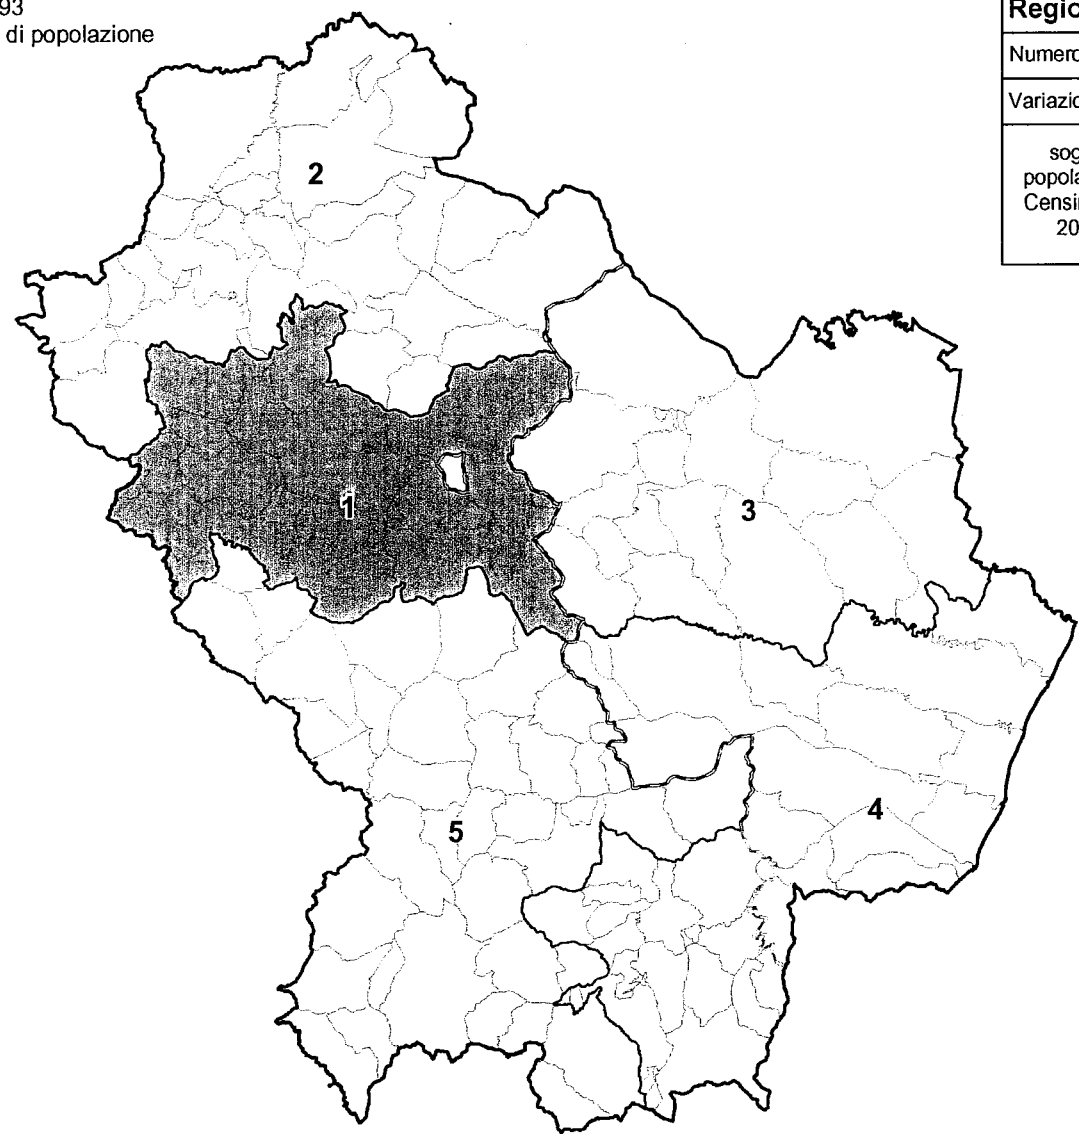 93
di popolazione
Regio
Numero
Variazio
sog
popola
Censi
20
2
1
3
4
5